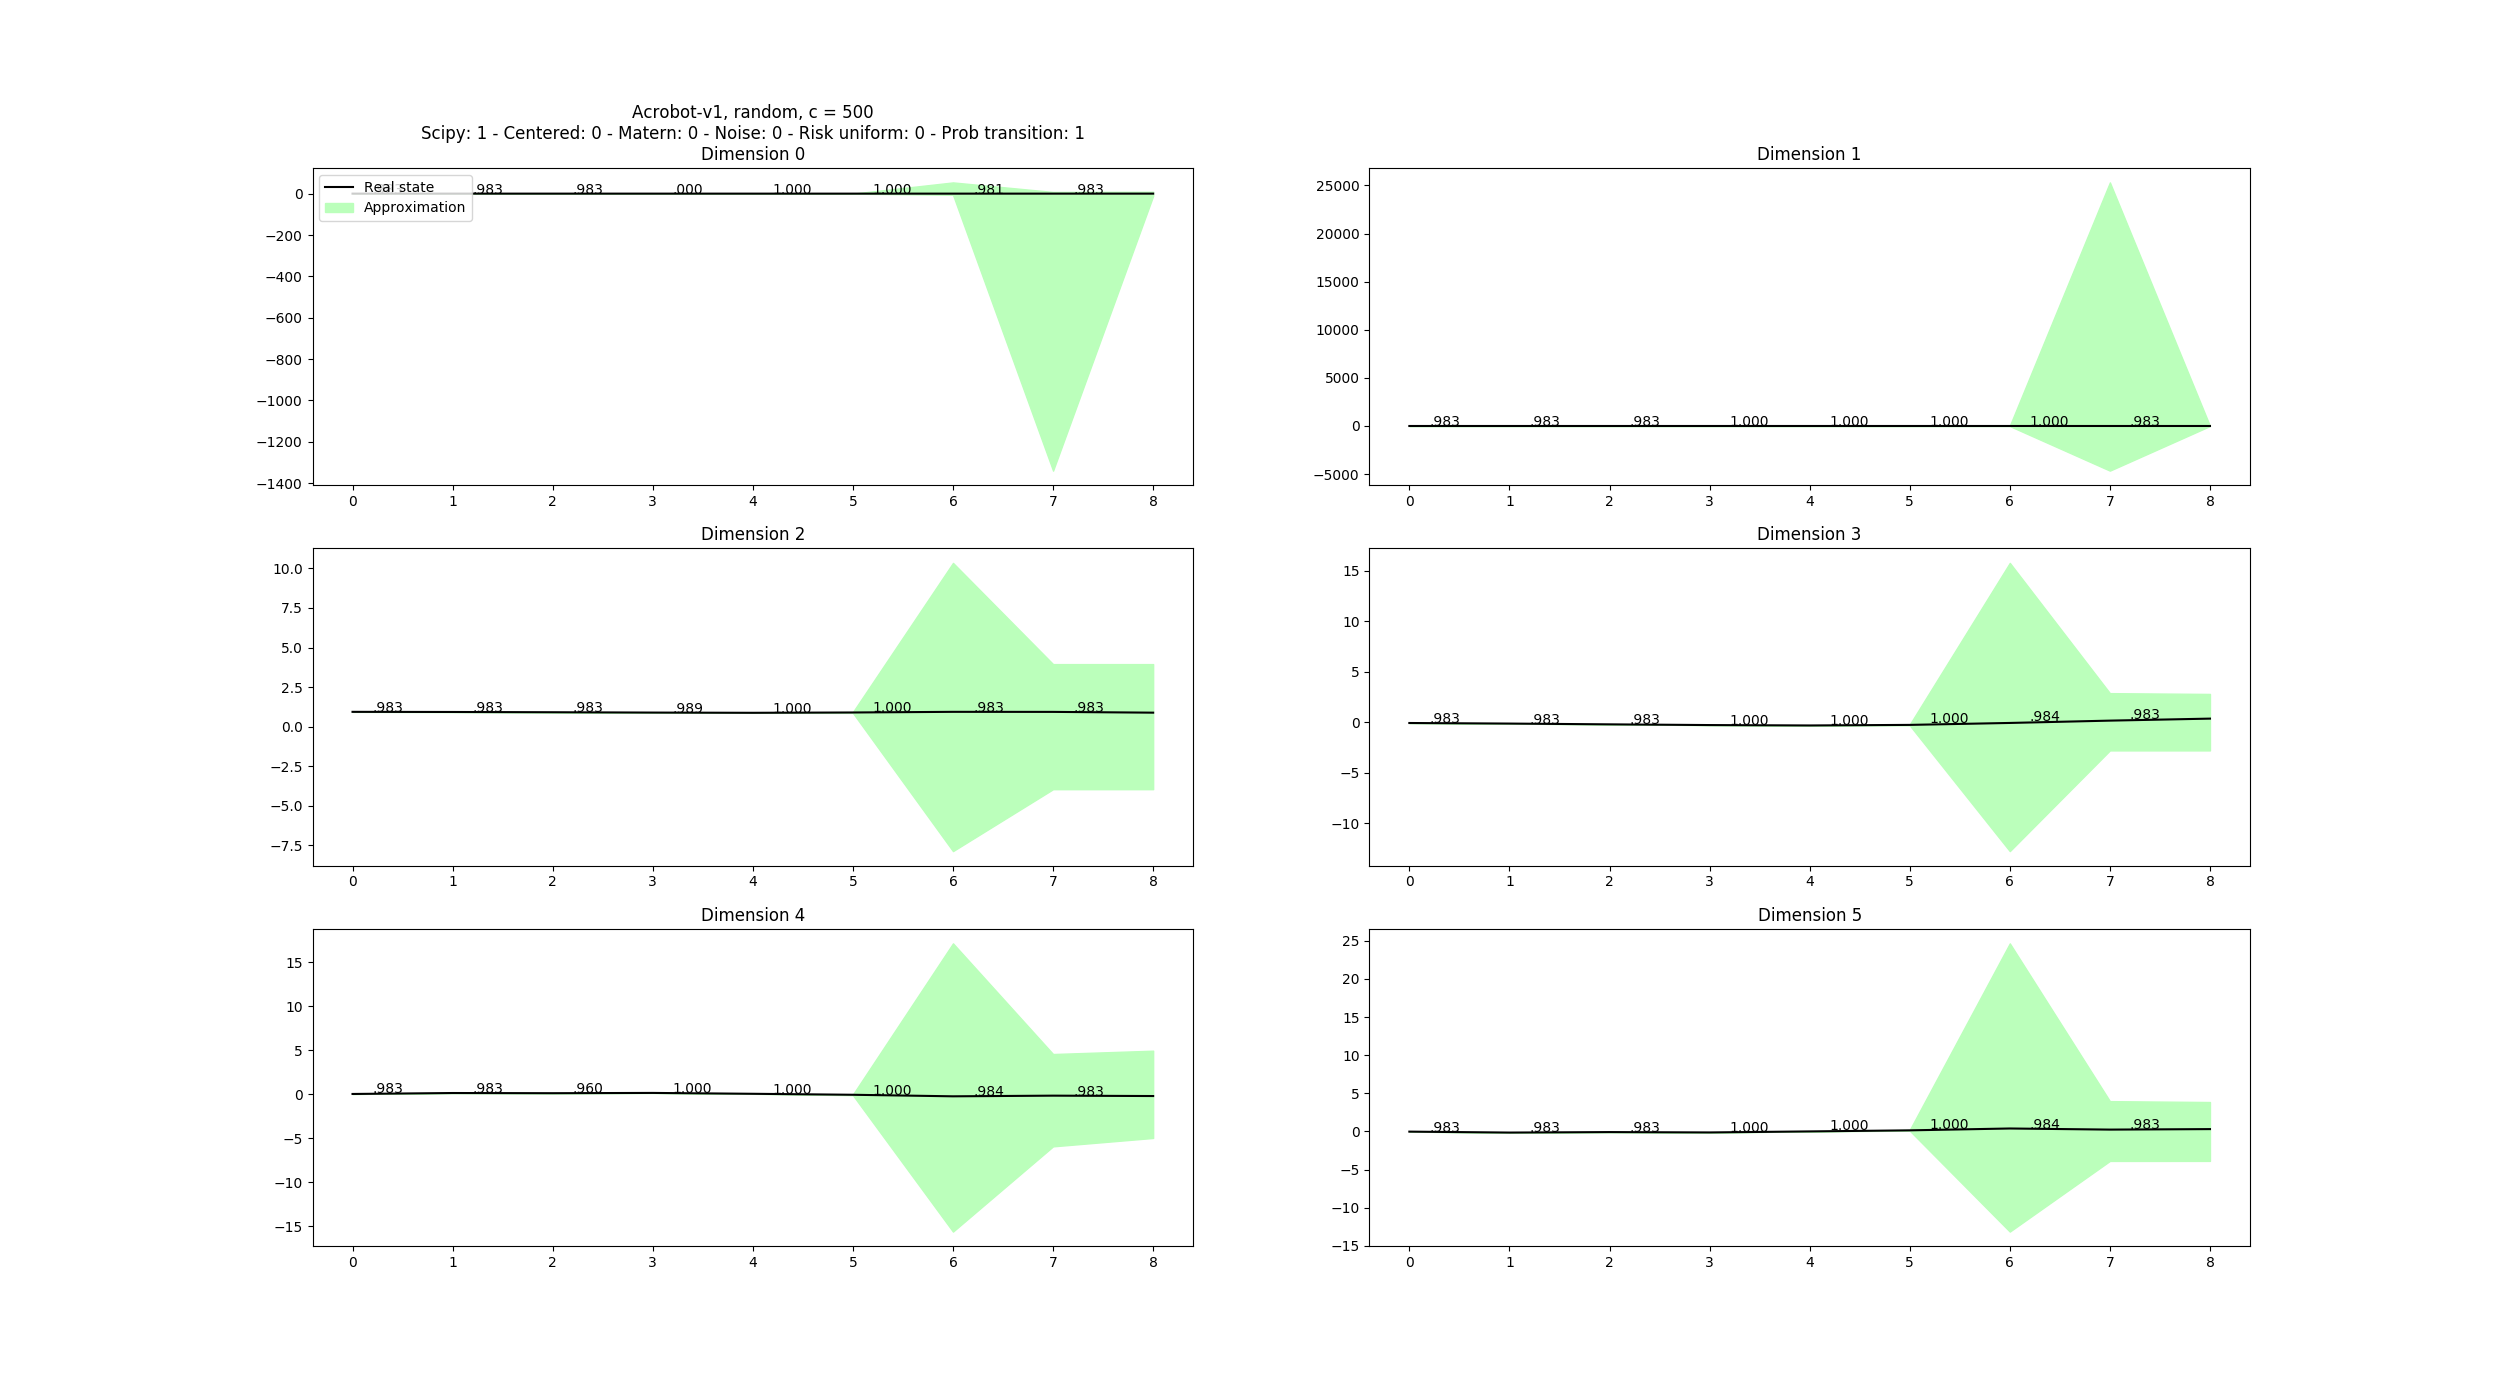 Acrobot-v1, random, c = 500
Scipy: 1 - Centered: 0 - Matern: 0 - Noise: 0 - Risk uniform: 0 - Prob transition: 1
Dimension 0
Real state
Approximation
.983 .983 .000 1.000 1.000 .981 .983
0
−200
−400
−600
−800
−1000
−1200
−1400
0 1 2 3 4 5 6 7 8
Dimension 1
25000
20000
15000
10000
5000
0
−5000
.983 .983 .983 1.000 1.000 1.000 1.000 .983
0 1 2 3 4 5 6 7 8
Dimension 2
10.0
7.5
5.0
2.5
0.0
−2.5
−5.0
−7.5
.983 .983 .983 .989 1.000 1.000 .983 .983
0 1 2 3 4 5 6 7 8
Dimension 3
15
10
5
0
−5
−10
.983 .983 .983 1.000 1.000 1.000 .984 .983
0 1 2 3 4 5 6 7 8
Dimension 4
15
10
5
0
−5
−10
−15
.983 .983 .960 1.000 1.000 1.000 .984 .983
0 1 2 3 4 5 6 7 8
Dimension 5
25
20
15
10
5
0
−5
−10
−15
.983 .983 .983 1.000 1.000 1.000 .984 .983
0 1 2 3 4 5 6 7 8